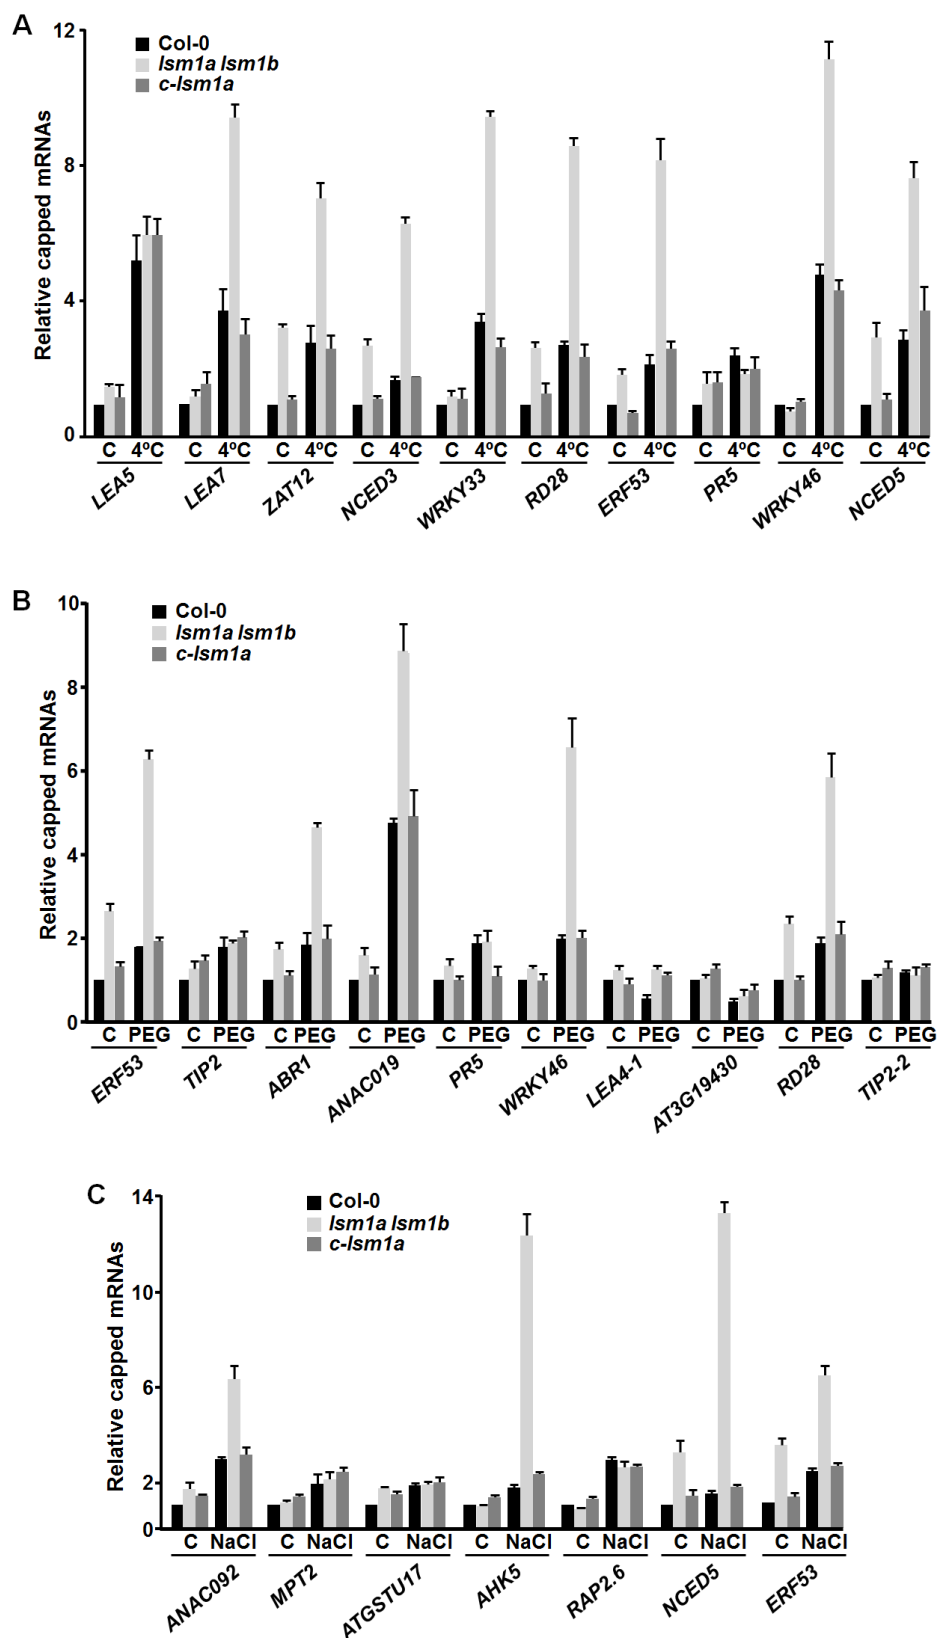 A
Col-0
lsm1a lsm1b
c-lsm1a
Relative capped mRNAs
12
8
4
0
C 4ºC C 4ºC C 4ºC C 4ºC C 4ºC C 4ºC C 4ºC C 4ºC C 4ºC C 4ºC
LEA5 LEA7 ZAT12 NCED3 WRKY33 RD28 ERF53 PR5 WRKY46 NCED5
B
Col-0
lsm1a lsm1b
c-lsm1a
Relative capped mRNAs
10
8
6
4
2
0
C PEG C PEG C PEG C PEG C PEG C PEG C PEG C PEG C PEG C PEG
ERF53 TIP2 ABR1 ANAC019 PR5 WRKY46 LEA4-1 AT3G19430 RD28 TIP2-2
C
Col-0
lsm1a lsm1b
c-lsm1a
Relative capped mRNAs
14
10
6
2
0
C NaCl C NaCl C NaCl C NaCl C NaCl C NaCl C NaCl
ANAC092 MPT2 ATGSTU17 AHK5 RAP2.6 NCED5 ERF53